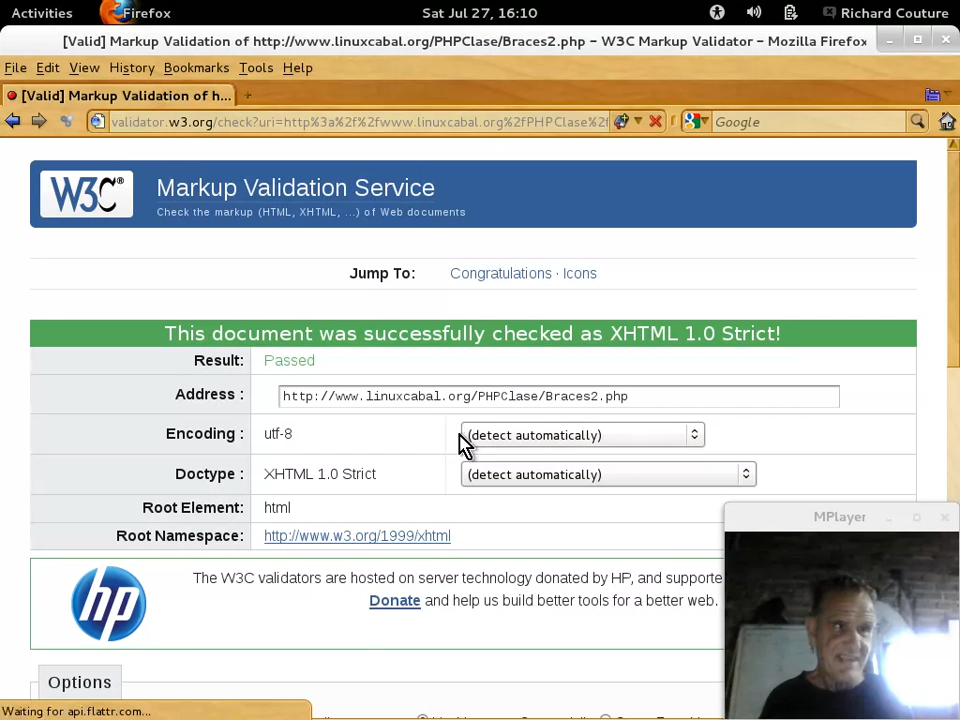 Activities Firefox Sat Jul 27, 16:10 Richard Couture
[Valid] Markup Validation of http://www.linuxcabal.org/PHPClase/Braces2.php – W3C Markup Validator – Mozilla Firefox
File Edit View History Bookmarks Tools Help
[Valid] Markup Validation of h... +
validator.w3.org/check?uri=http%3a%2f%2fwww.linuxcabal.org%2fPHPClase%2f Google
W3C® Markup Validation Service
Check the markup (HTML, XHTML, ...) of Web documents
Jump To: Congratulations · Icons
This document was successfully checked as XHTML 1.0 Strict!
Result: Passed
Address : http://www.linuxcabal.org/PHPClase/Braces2.php
Encoding : utf-8 (detect automatically)
Doctype : XHTML 1.0 Strict (detect automatically)
Root Element: html
Root Namespace: http://www.w3.org/1999/xhtml
MPlayer
hp
The W3C validators are hosted on server technology donated by HP, and supporte
Donate and help us build better tools for a better web.
Options
Waiting for api.flattr.com...